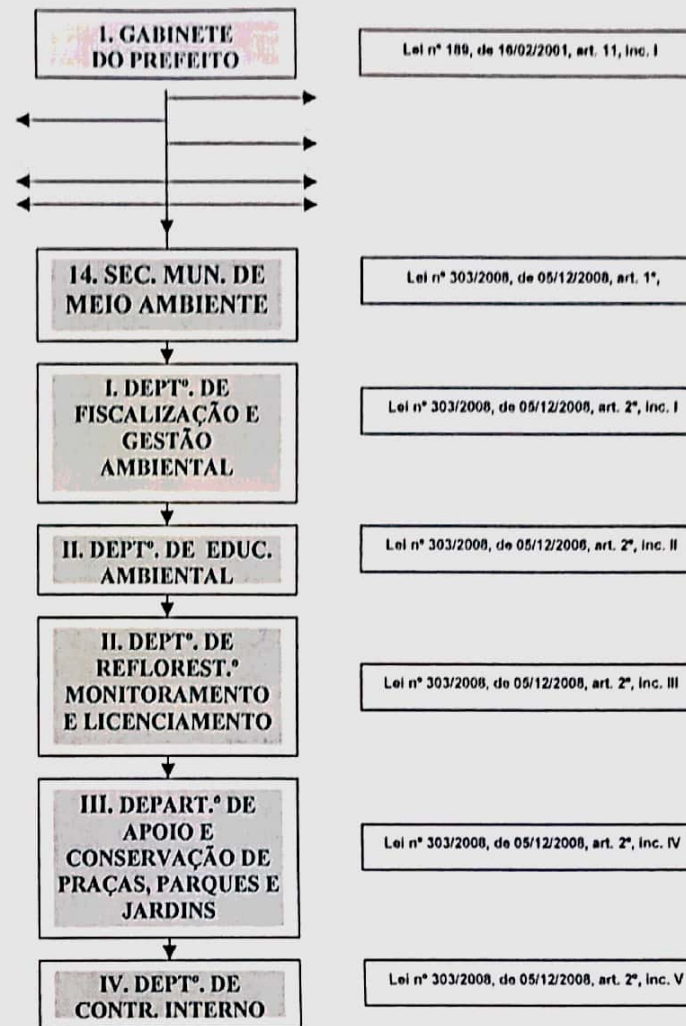 1. GABINETE
DO PREFEITO
Lei nº 189, de 16/02/2001, art. 11, inc. I
14. SEC. MUN. DE
MEIO AMBIENTE
Lei nº 303/2008, de 05/12/2008, art. 1º,
I. DEPTº. DE
FISCALIZAÇÃO E
GESTÃO
AMBIENTAL
Lei nº 303/2008, de 05/12/2008, art. 2º, inc. I
II. DEPTº. DE EDUC.
AMBIENTAL
Lei nº 303/2008, de 05/12/2008, art. 2º, inc. II
II. DEPTº. DE
REFLOREST.º
MONITORAMENTO
E LICENCIAMENTO
Lei nº 303/2008, de 05/12/2008, art. 2º, inc. III
III. DEPART.º DE
APOIO E
CONSERVAÇÃO DE
PRAÇAS, PARQUES E
JARDINS
Lei nº 303/2008, de 05/12/2008, art. 2º, inc. IV
IV. DEPTº. DE
CONTR. INTERNO
Lei nº 303/2008, de 05/12/2008, art. 2º, inc. V